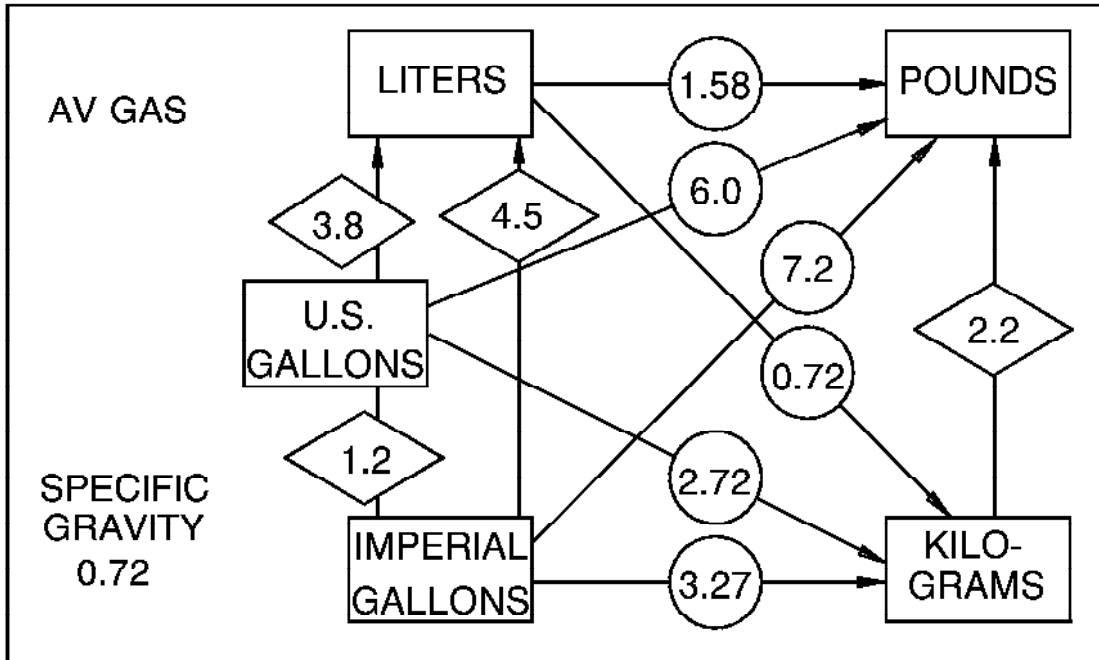 LITERS
1.58
POUNDS
AV GAS
6.0
3.8
4.5
7.2
U.S.
GALLONS
2.2
0.72
1.2
2.72
SPECIFIC
GRAVITY
0.72
IMPERIAL
GALLONS
3.27
KILO-
GRAMS